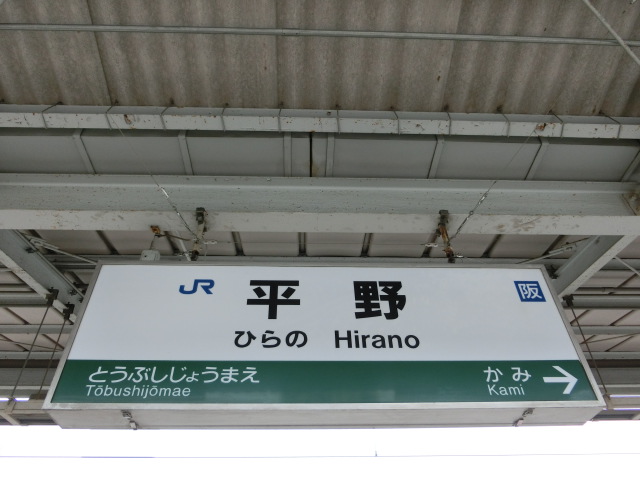 JR 平野 阪
ひらの Hirano
とうぶしじょうまえ かみ →
Tōbushijōmae Kami